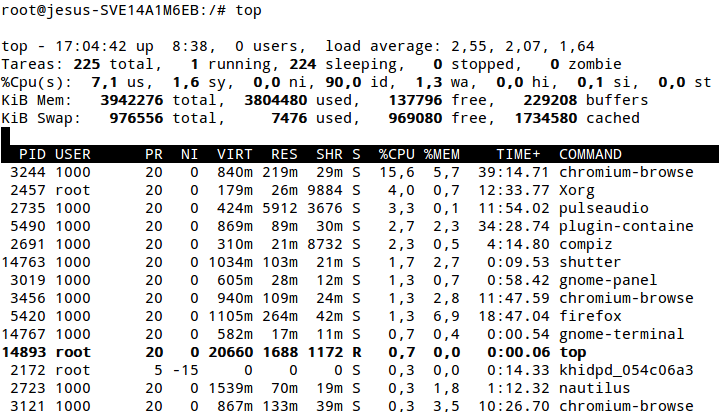 root@jesus-SVE14A1M6EB:/# top
top - 17:04:42 up  8:38,  0 users,  load average: 2,55, 2,07, 1,64
Tareas: 225 total,   1 running, 224 sleeping,   0 stopped,   0 zombie
%Cpu(s):  7,1 us,  1,6 sy,  0,0 ni, 90,0 id,  1,3 wa,  0,0 hi,  0,1 si,  0,0 st
KiB Mem:   3942276 total,  3804480 used,   137796 free,   229208 buffers
KiB Swap:   976556 total,     7476 used,   969080 free,  1734580 cached
PID USER      PR  NI  VIRT  RES  SHR S  %CPU %MEM    TIME+  COMMAND
3244 1000      20   0  840m 219m  29m S  15,6  5,7  39:14.71 chromium-browse
2457 root      20   0  179m  26m 9884 S   4,0  0,7  12:33.77 Xorg
2735 1000      20   0  424m 5912 3676 S   3,3  0,1  11:54.02 pulseaudio
5490 1000      20   0  869m  89m  30m S   2,7  2,3  34:28.74 plugin-containe
2691 1000      20   0  310m  21m 8732 S   2,3  0,5   4:14.80 compiz
14763 1000      20   0 1034m 103m  21m S   1,7  2,7   0:09.53 shutter
3019 1000      20   0  605m  28m  12m S   1,3  0,7   0:58.42 gnome-panel
3456 1000      20   0  940m 109m  24m S   1,3  2,8  11:47.59 chromium-browse
5420 1000      20   0 1105m 264m  42m S   1,3  6,9  18:47.04 firefox
14767 1000      20   0  582m  17m  11m S   0,7  0,4   0:00.54 gnome-terminal
14893 root      20   0 20660 1688 1172 R   0,7  0,0   0:00.06 top
2172 root       5 -15     0    0    0 S   0,3  0,0   0:14.33 khidpd_054c06a3
2723 1000      20   0 1539m  70m  19m S   0,3  1,8   1:12.32 nautilus
3121 1000      20   0  867m 133m  39m S   0,3  3,5  10:26.70 chromium-browse